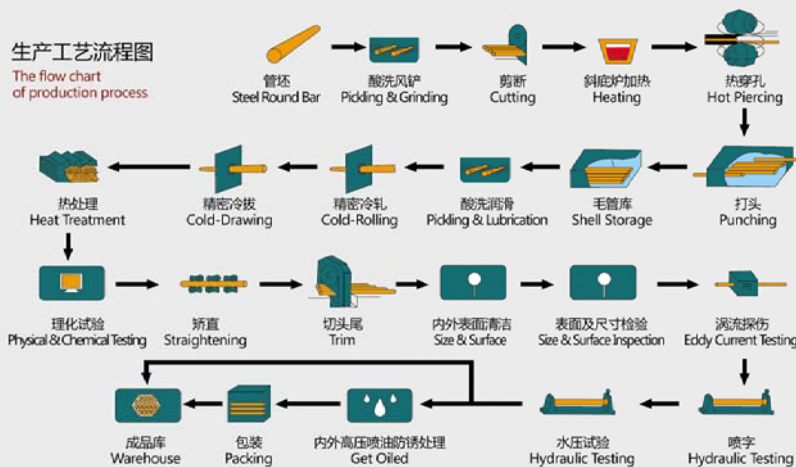 生产工艺流程图
The flow chart
of production process
管坯
Steel Round Bar
酸洗风铲
Pickling & Grinding
剪断
Cutting
斜底炉加热
Heating
热穿孔
Hot Piercing
热处理
Heat Treatment
精密冷拔
Cold-Drawing
精密冷轧
Cold-Rolling
酸洗润滑
Pickling & Lubrication
毛管库
Shell Storage
打头
Punching
理化试验
Physical & Chemical Testing
矫直
Straightening
切头尾
Trim
内外表面清洁
Size & Surface
表面及尺寸检验
Size & Surface Inspection
涡流探伤
Eddy Current Testing
成品库
Warehouse
包装
Packing
内外高压喷油防锈处理
Get Oiled
水压试验
Hydraulic Testing
喷字
Hydraulic Testing